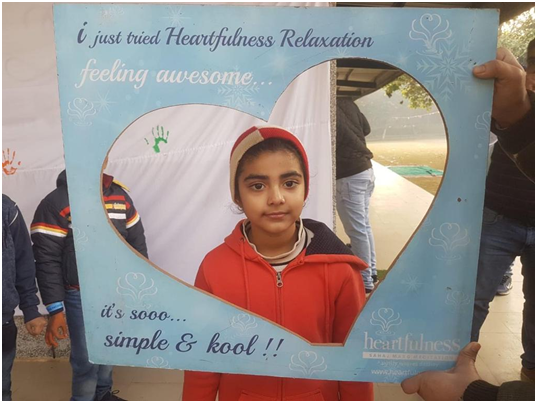 i just tried Heartfulness Relaxation
feeling awesome...
it's sooo...
simple & kool !!
heartfulness